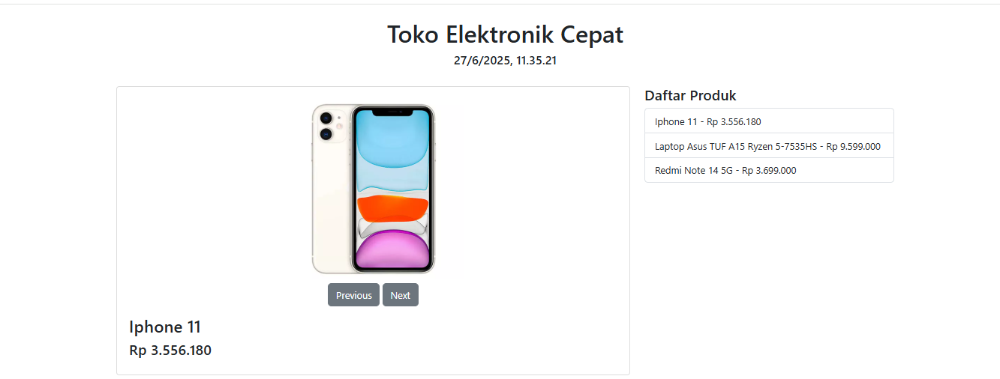 Toko Elektronik Cepat
27/6/2025, 11.35.21
Previous Next
Iphone 11
Rp 3.556.180
Daftar Produk
Iphone 11 - Rp 3.556.180
Laptop Asus TUF A15 Ryzen 5-7535HS - Rp 9.599.000
Redmi Note 14 5G - Rp 3.699.000